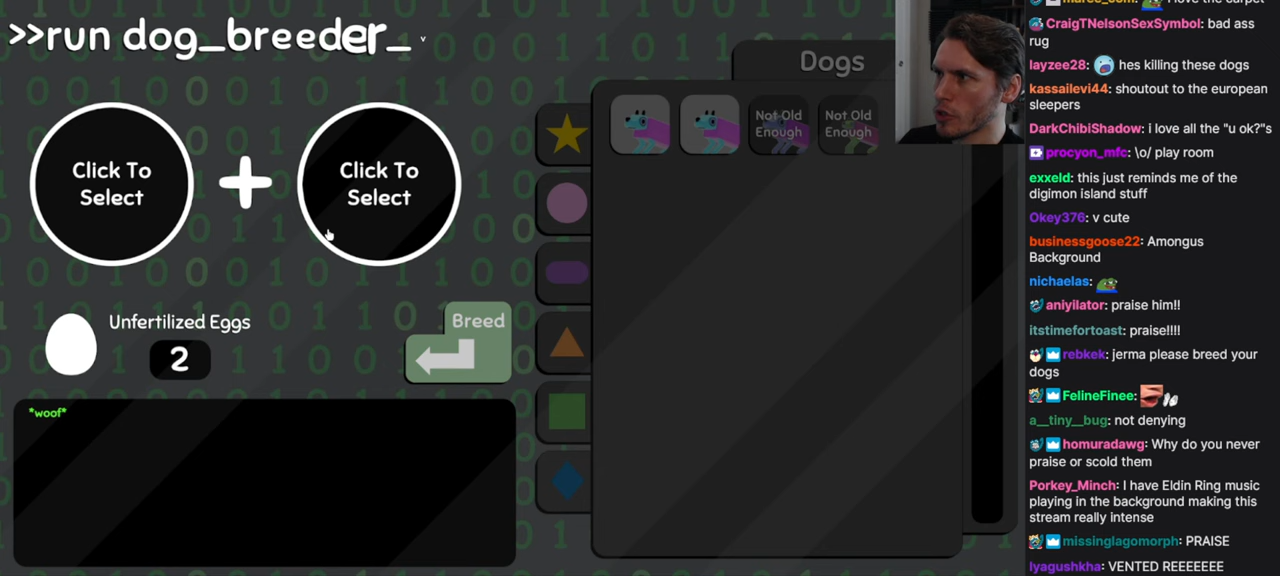 >>run dog_breeder_
Click To
Select
+
Click To
Select
Unfertilized Eggs
2
Breed
*woof*
Dogs
Not Old
Enough
Not Old
Enough
CraigTNelsonSexSymbol: bad ass
rug
layzee28: hes killing these dogs
kassailevi44: shoutout to the european
sleepers
DarkChibiShadow: i love all the "u ok?"s
procyon_mfc: \o/ play room
exxeld: this just reminds me of the
digimon island stuff
Okey376: v cute
businessgoose22: Amongus
Background
nichaelas:
aniyilator: praise him!!
itstimefortoast: praise!!!!
rebkek: jerma please breed your
dogs
FelineFinee:
a__tiny__bug: not denying
homuradawg: Why do you never
praise or scold them
Porkey_Minch: I have Eldin Ring music
playing in the background making this
stream really intense
missinglagomorph: PRAISE
lyagushkha: VENTED REEEEEEE